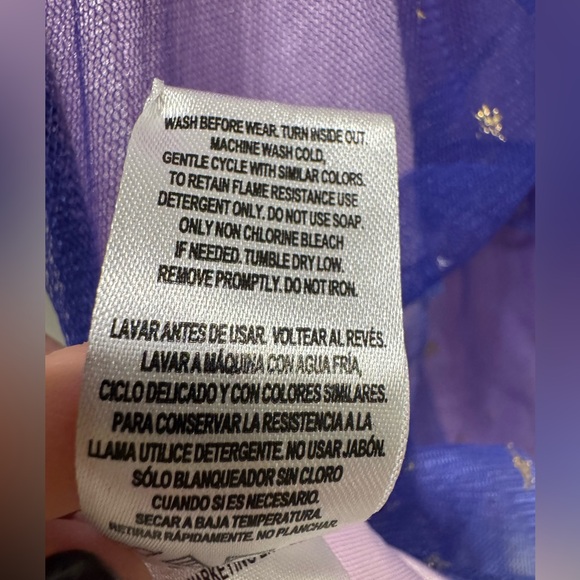 WASH BEFORE WEAR. TURN INSIDE OUT.
MACHINE WASH COLD,
GENTLE CYCLE WITH SIMILAR COLORS.
TO RETAIN FLAME RESISTANCE USE
DETERGENT ONLY. DO NOT USE SOAP.
ONLY NON CHLORINE BLEACH
IF NEEDED. TUMBLE DRY LOW.
REMOVE PROMPTLY. DO NOT IRON.
LAVAR ANTES DE USAR. VOLTEAR AL REVÉS.
LAVAR A MÁQUINA CON AGUA FRÍA,
CICLO DELICADO Y CON COLORES SIMILARES.
PARA CONSERVAR LA RESISTENCIA A LA
LLAMA UTILICE DETERGENTE. NO USAR JABÓN.
SÓLO BLANQUEADOR SIN CLORO
CUANDO SI ES NECESARIO.
SECAR A BAJA TEMPERATURA.
RETIRAR RÁPIDAMENTE. NO PLANCHAR.